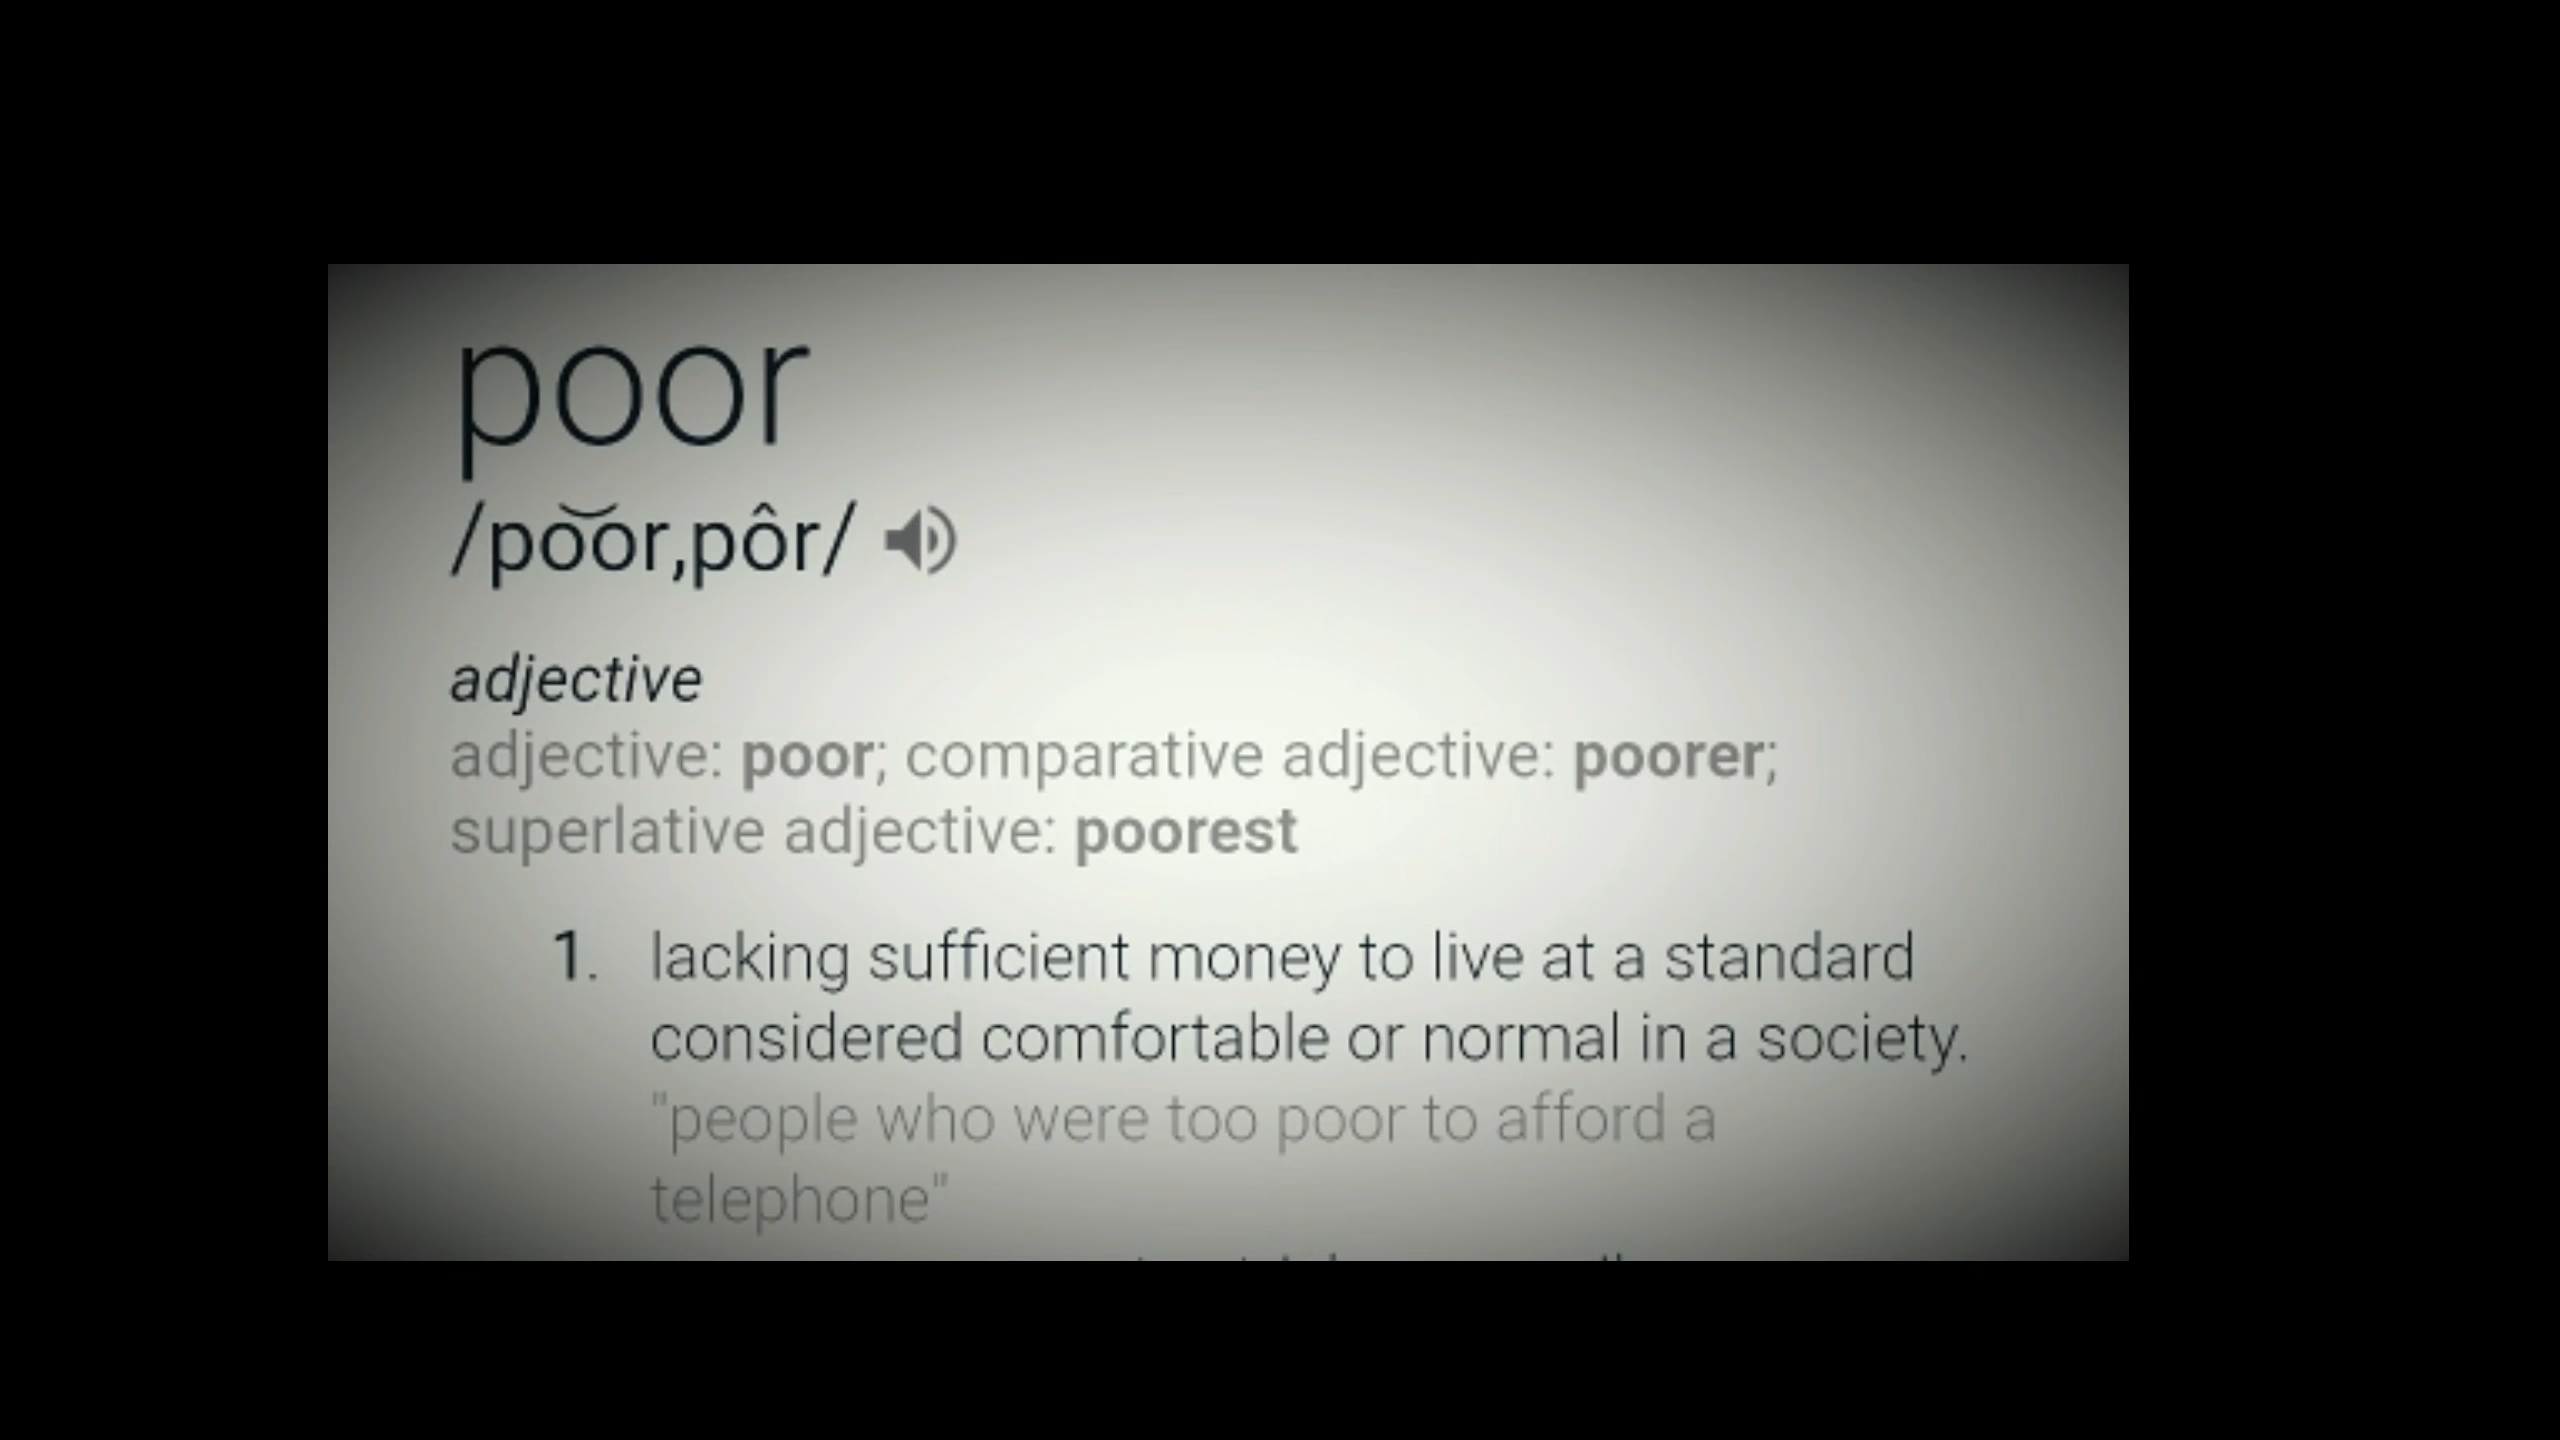 poor
/po͝or,pôr/
adjective
adjective: poor; comparative adjective: poorer;
superlative adjective: poorest
1. lacking sufficient money to live at a standard
considered comfortable or normal in a society.
"people who were too poor to afford a
telephone"